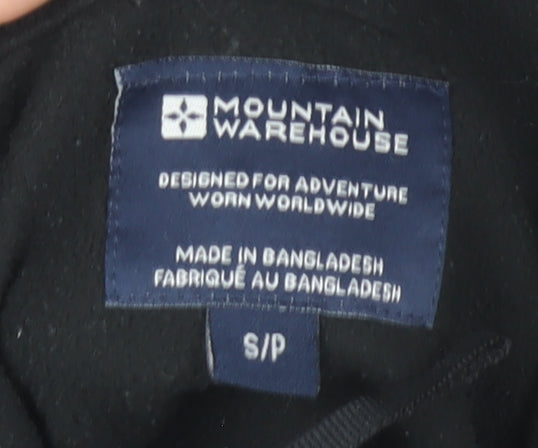 MOUNTAIN
WAREHOUSE
DESIGNED FOR ADVENTURE
WORN WORLDWIDE
MADE IN BANGLADESH
FABRIQUÉ AU BANGLADESH
S/P